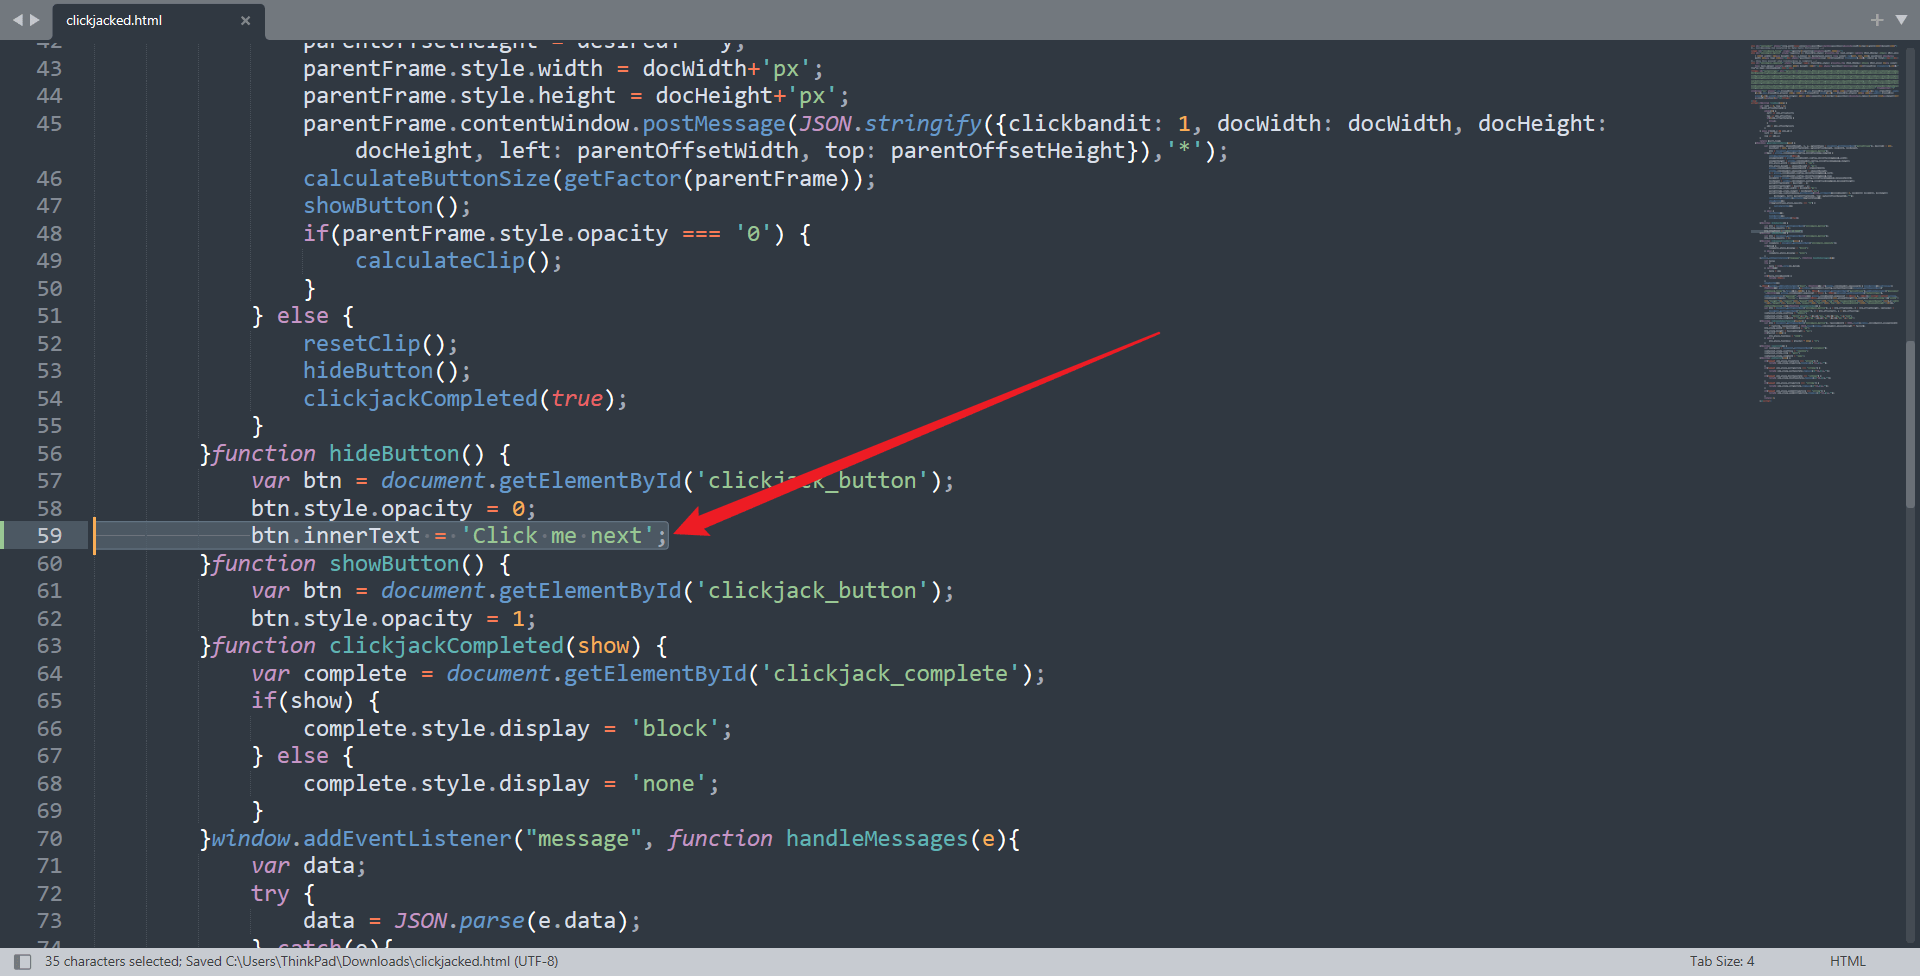 clickjacked.html
43 parentFrame.style.width = docWidth+'px';
44 parentFrame.style.height = docHeight+'px';
45 parentFrame.contentWindow.postMessage(JSON.stringify({clickbandit: 1, docWidth: docWidth, docHeight:
docHeight, left: parentOffsetWidth, top: parentOffsetHeight}),'*');
46 calculateButtonSize(getFactor(parentFrame));
47 showButton();
48 if(parentFrame.style.opacity === '0') {
49 calculateClip();
50 }
51 } else {
52 resetClip();
53 hideButton();
54 clickjackCompleted(true);
55 }
56 }function hideButton() {
57 var btn = document.getElementById('clickjack_button');
58 btn.style.opacity = 0;
59 btn.innerText = 'Click me next';
60 }function showButton() {
61 var btn = document.getElementById('clickjack_button');
62 btn.style.opacity = 1;
63 }function clickjackCompleted(show) {
64 var complete = document.getElementById('clickjack_complete');
65 if(show) {
66 complete.style.display = 'block';
67 } else {
68 complete.style.display = 'none';
69 }
70 }window.addEventListener("message", function handleMessages(e){
71 var data;
72 try {
73 data = JSON.parse(e.data);
74 } catch(e){
35 characters selected; Saved C:\Users\ThinkPad\Downloads\clickjacked.html (UTF-8)
Tab Size: 4
HTML